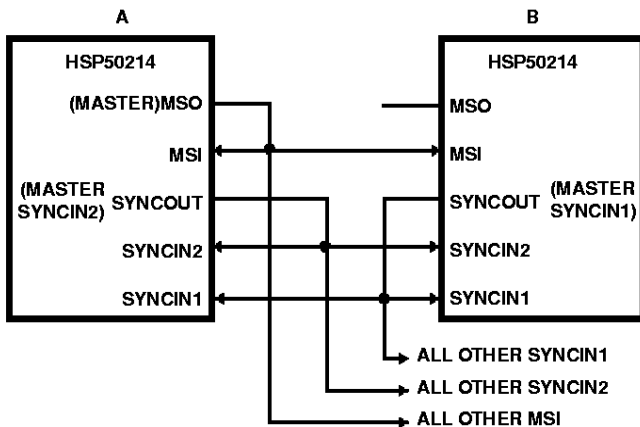 A
B
HSP50214
HSP50214
(MASTER)MSO
MSO
MSI
MSI
(MASTER
SYNCIN2)
SYNCOUT
SYNCOUT
(MASTER
SYNCIN1)
SYNCIN2
SYNCIN2
SYNCIN1
SYNCIN1
ALL OTHER SYNCIN1
ALL OTHER SYNCIN2
ALL OTHER MSI